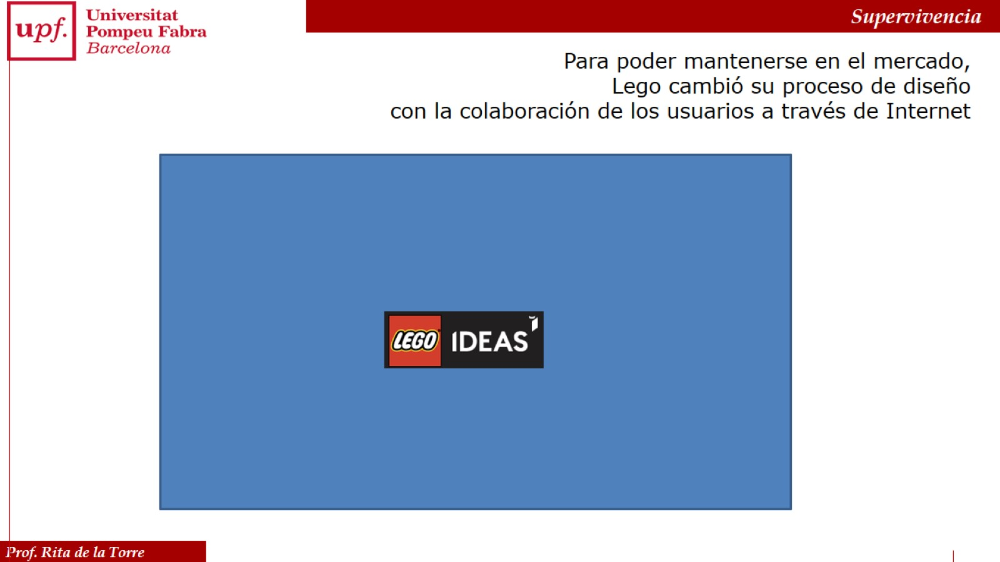 upf.
Universitat
Pompeu Fabra
Barcelona
Supervivencia
Para poder mantenerse en el mercado,
Lego cambió su proceso de diseño
con la colaboración de los usuarios a través de Internet
LEGO IDEAS
Prof. Rita de la Torre